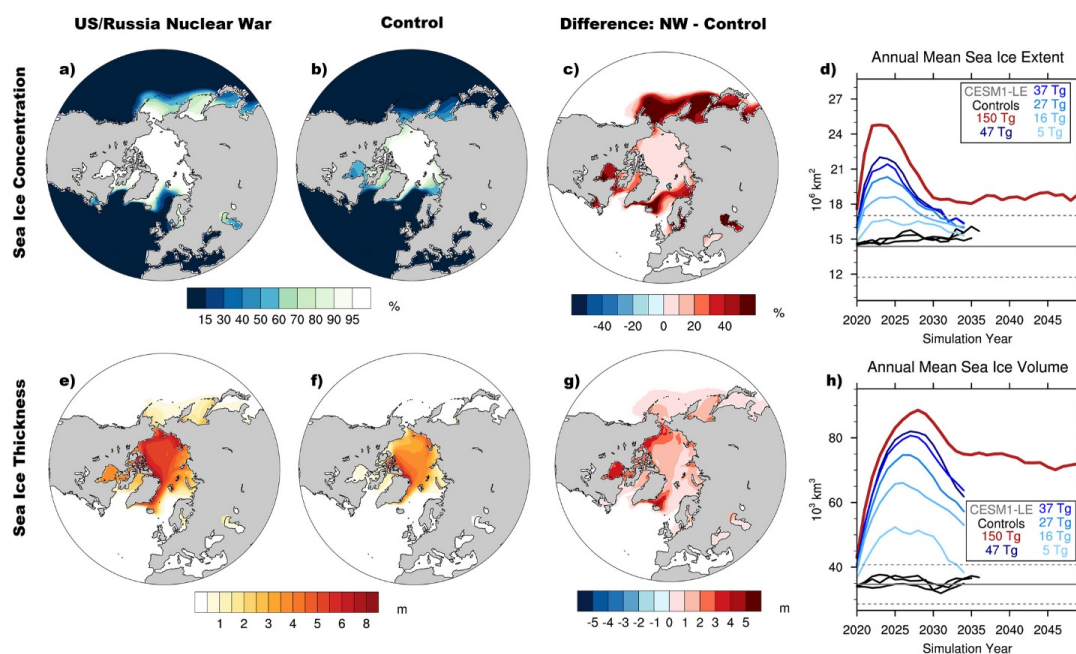 US/Russia Nuclear War
Control
Difference: NW - Control
Sea Ice Concentration
a)
b)
c)
d)
Annual Mean Sea Ice Extent
CESM1-LE 37 Tg
Controls 27 Tg
150 Tg 16 Tg
47 Tg 5 Tg
10⁶ km²
27
24
21
18
15
12
2020 2025 2030 2035 2040 2045
Simulation Year
15 30 40 50 60 70 80 90 95 %
-40 -20 0 20 40 %
Sea Ice Thickness
e)
f)
g)
h)
Annual Mean Sea Ice Volume
10³ km³
80
60
40
CESM1-LE 37 Tg
Controls 27 Tg
150 Tg 16 Tg
47 Tg 5 Tg
2020 2025 2030 2035 2040 2045
Simulation Year
1 2 3 4 5 6 7 8 m
-5 -4 -3 -2 -1 0 1 2 3 4 5 m